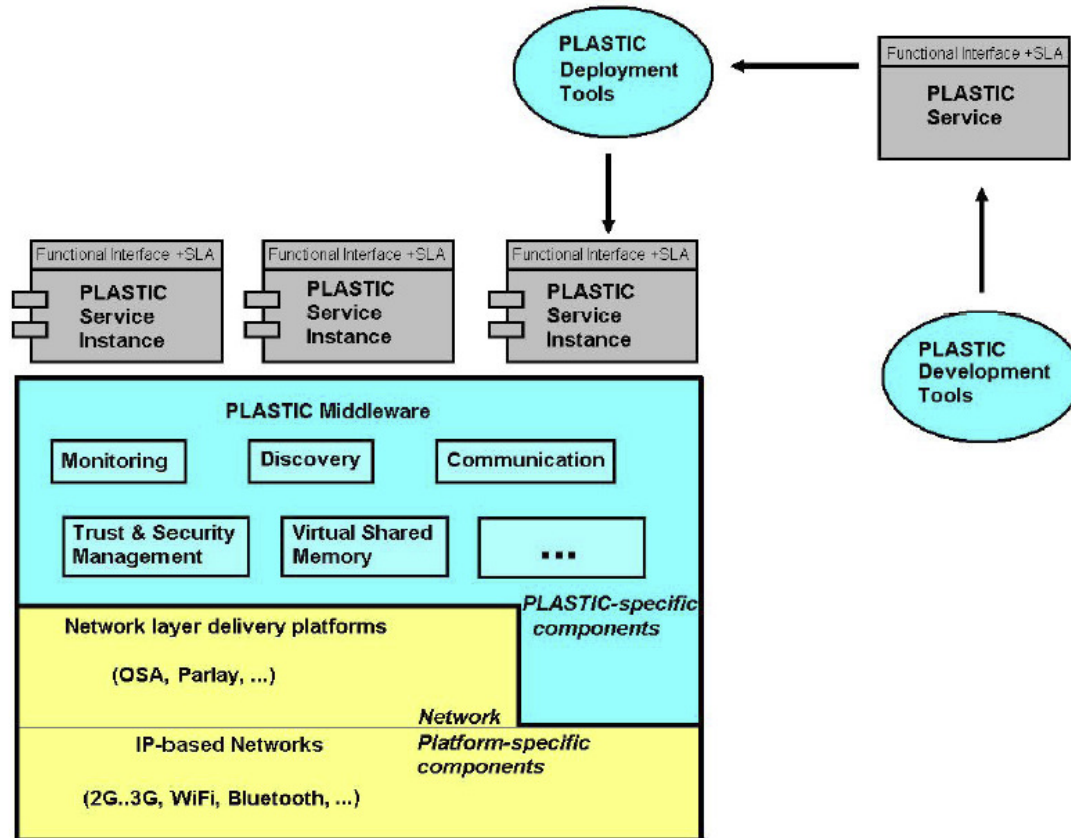 PLASTIC
Deployment
Tools
Functional Interface +SLA
PLASTIC
Service
Functional Interface +SLA
PLASTIC
Service
Instance
Functional Interface +SLA
PLASTIC
Service
Instance
Functional Interface +SLA
PLASTIC
Service
Instance
PLASTIC
Development
Tools
PLASTIC Middleware
Monitoring
Discovery
Communication
Trust & Security
Management
Virtual Shared
Memory
...
PLASTIC-specific
components
Network layer delivery platforms
(OSA, Parlay, ...)
Network
Platform-specific
components
IP-based Networks
(2G..3G, WiFi, Bluetooth, ...)